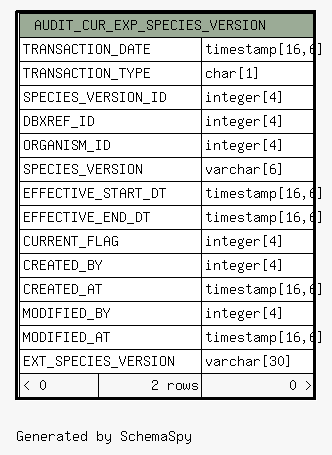 AUDIT_CUR_EXP_SPECIES_VERSION
TRANSACTION_DATE timestamp[16,6]
TRANSACTION_TYPE char[1]
SPECIES_VERSION_ID integer[4]
DBXREF_ID integer[4]
ORGANISM_ID integer[4]
SPECIES_VERSION varchar[6]
EFFECTIVE_START_DT timestamp[16,6]
EFFECTIVE_END_DT timestamp[16,6]
CURRENT_FLAG integer[4]
CREATED_BY integer[4]
CREATED_AT timestamp[16,6]
MODIFIED_BY integer[4]
MODIFIED_AT timestamp[16,6]
EXT_SPECIES_VERSION varchar[30]
< 0 2 rows 0 >
Generated by SchemaSpy